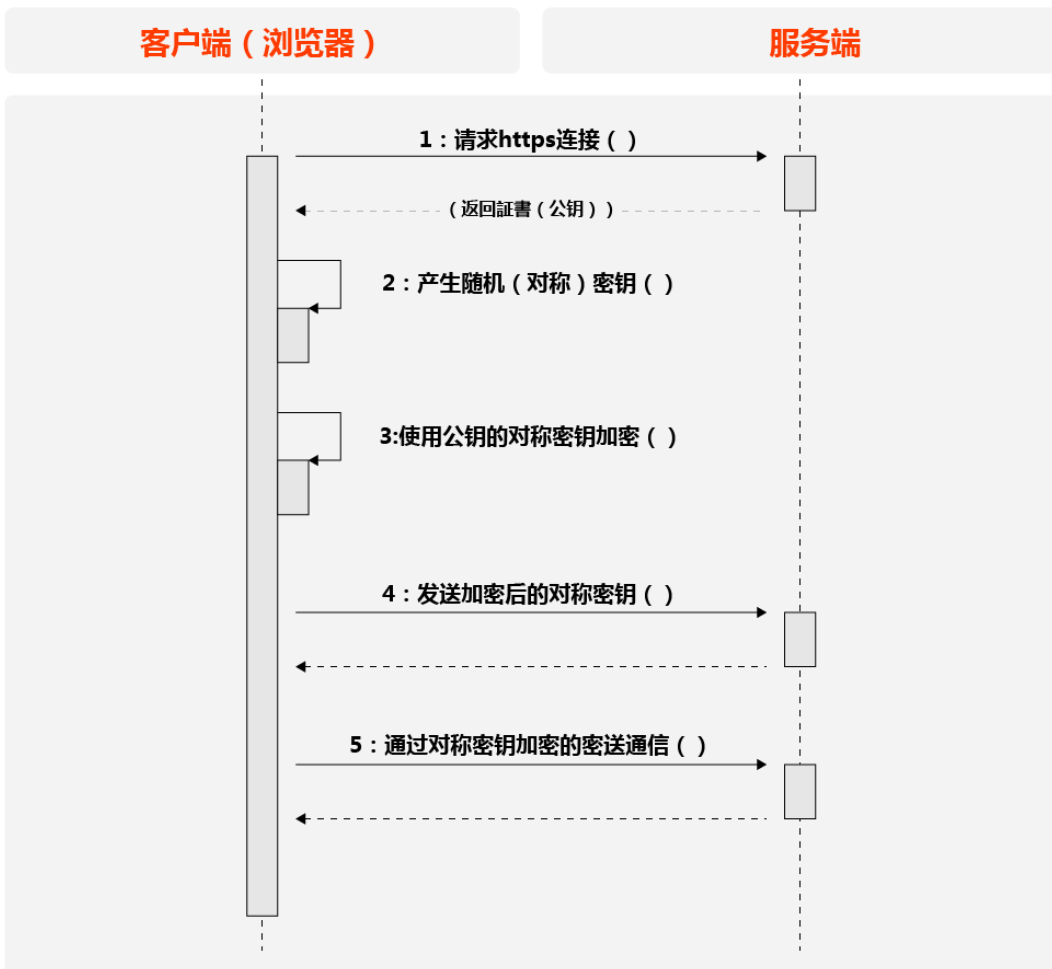 客户端（浏览器）
服务端
1：请求https连接（ ）
（返回証書（公钥））
2：产生随机（对称）密钥（ ）
3:使用公钥的对称密钥加密（ ）
4：发送加密后的对称密钥（ ）
5：通过对称密钥加密的密送通信（ ）